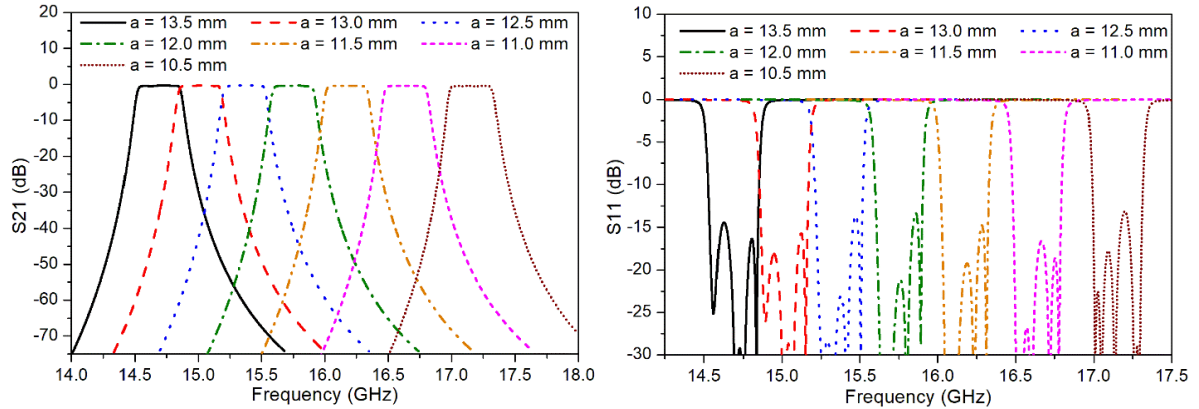 a = 13.5 mm a = 13.0 mm a = 12.5 mm
a = 12.0 mm a = 11.5 mm a = 11.0 mm
a = 10.5 mm
20
10
0
-10
-20
-30
-40
-50
-60
-70
S21 (dB)
14.0 14.5 15.0 15.5 16.0 16.5 17.0 17.5 18.0
Frequency (GHz)
a = 13.5 mm a = 13.0 mm a = 12.5 mm
a = 12.0 mm a = 11.5 mm a = 11.0 mm
a = 10.5 mm
10
5
0
-5
-10
-15
-20
-25
-30
S11 (dB)
14.5 15.0 15.5 16.0 16.5 17.0 17.5
Frequency (GHz)